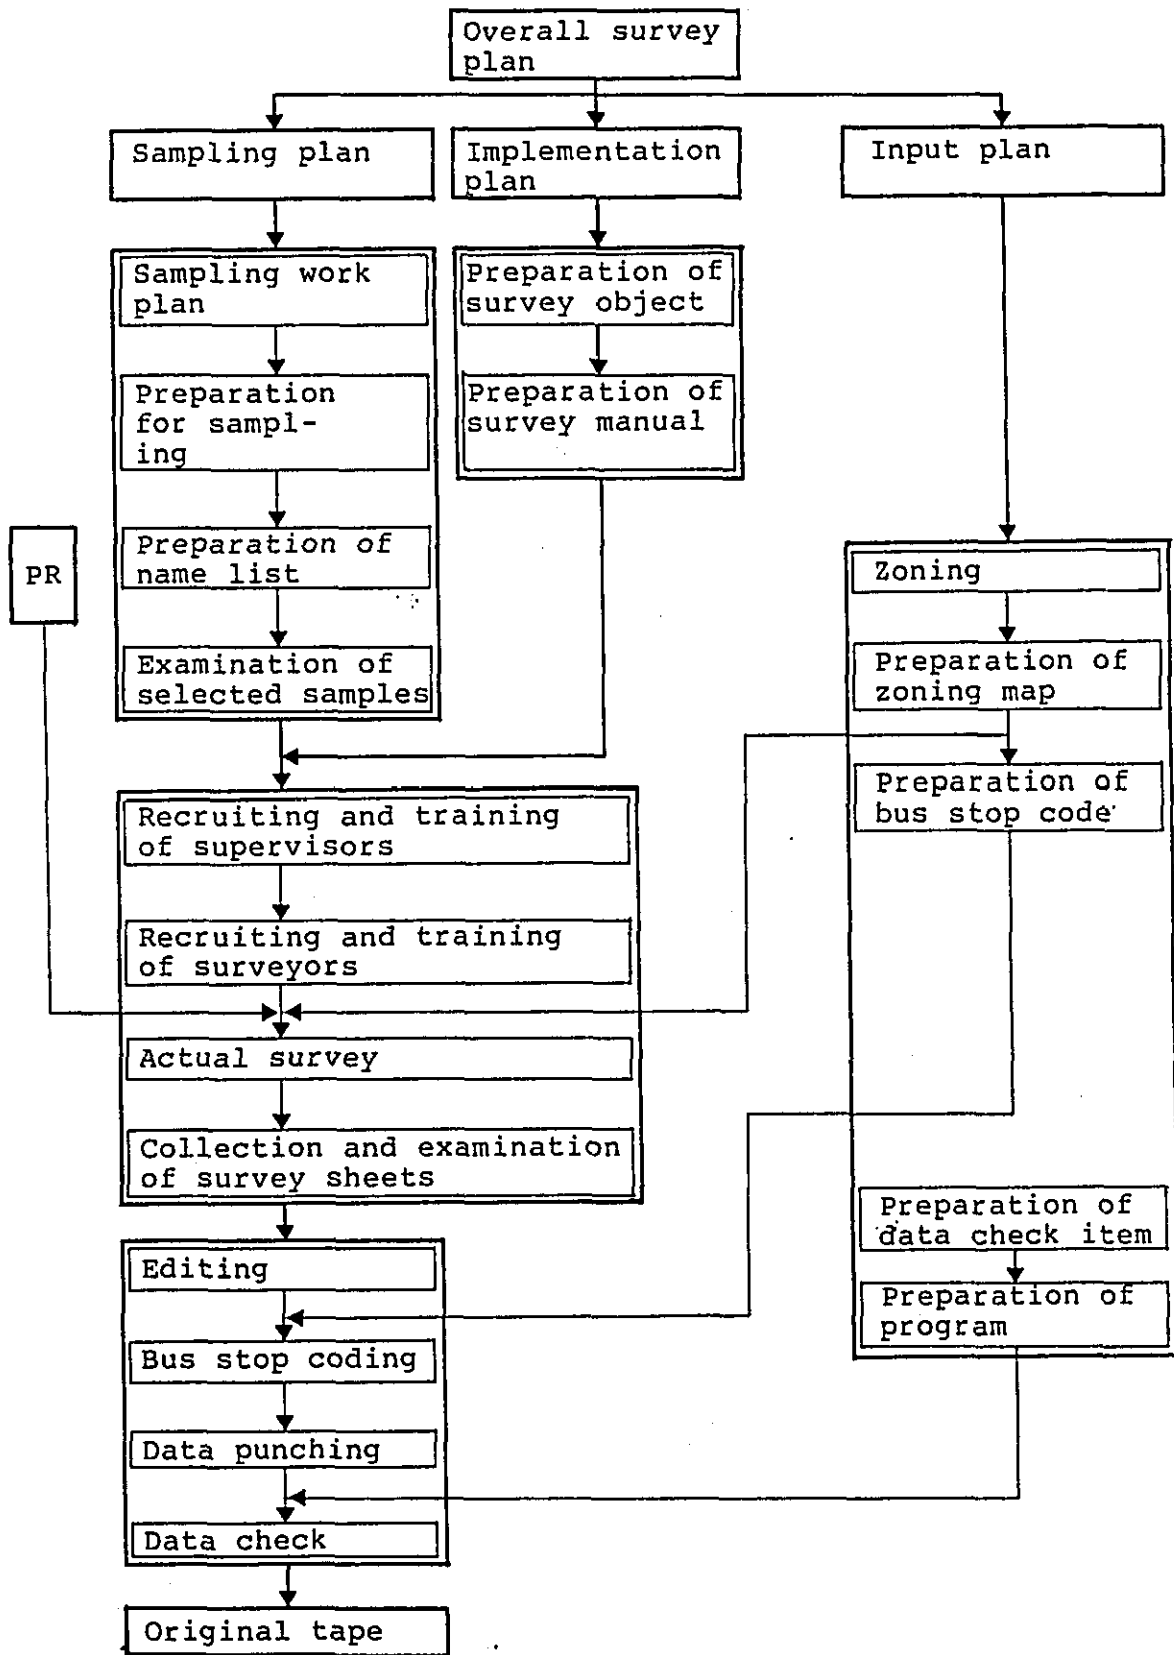 Overall survey
plan
Sampling plan
Implementation
plan
Input plan
Sampling work
plan
Preparation
for sampl-
ing
Preparation of
name list
Examination of
selected samples
Preparation of
survey object
Preparation of
survey manual
PR
Zoning
Preparation of
zoning map
Preparation of
bus stop code
Recruiting and training
of supervisors
Recruiting and training
of surveyors
Actual survey
Collection and examination
of survey sheets
Preparation of
data check item
Preparation of
program
Editing
Bus stop coding
Data punching
Data check
Original tape